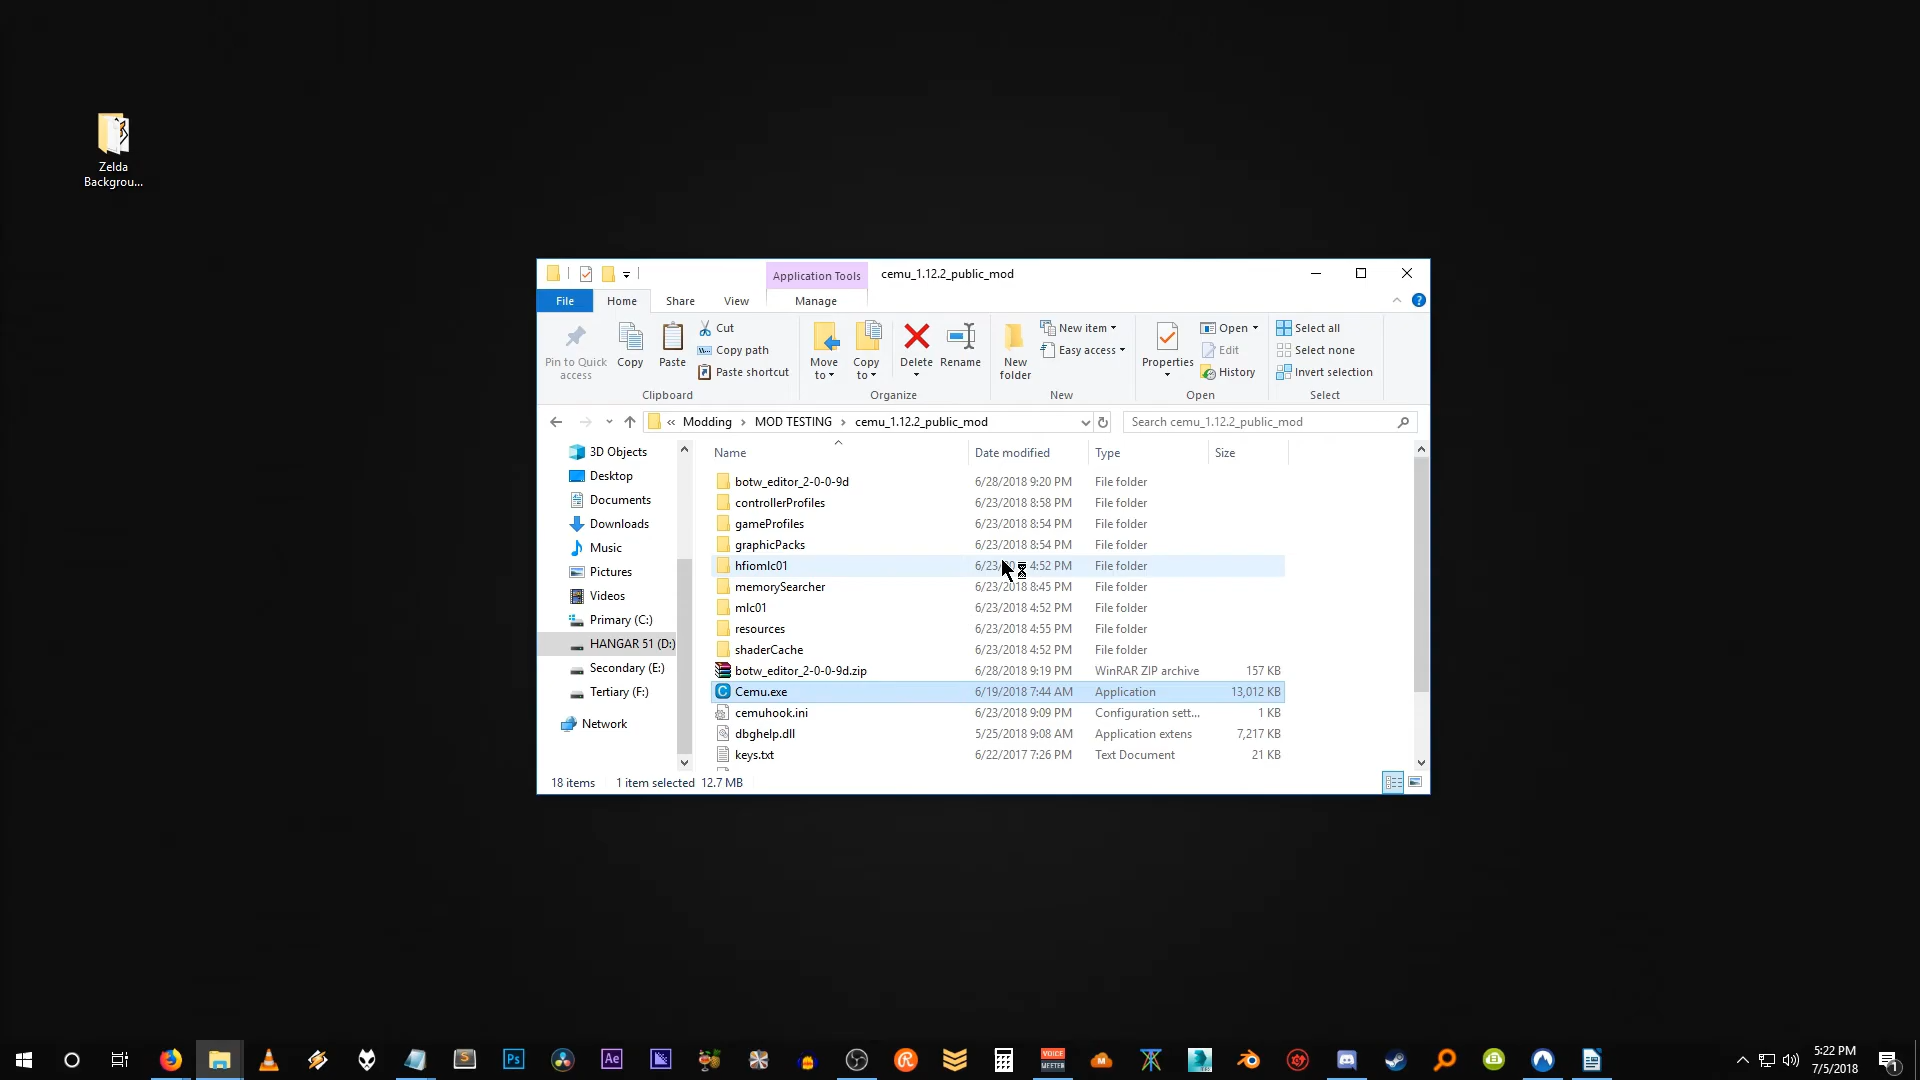 Zelda
Backgrou...
Application Tools
cemu_1.12.2_public_mod
File
Home
Share
View
Manage
Pin to Quick access
Copy
Paste
Cut
Copy path
Paste shortcut
Clipboard
Move to
Copy to
Delete
Rename
Organize
New folder
New item
Easy access
New
Properties
Open
Edit
History
Open
Select all
Select none
Invert selection
Select
« Modding > MOD TESTING > cemu_1.12.2_public_mod
Search cemu_1.12.2_public_mod
3D Objects
Desktop
Documents
Downloads
Music
Pictures
Videos
Primary (C:)
HANGAR 51 (D:)
Secondary (E:)
Tertiary (F:)
Network
Name Date modified Type Size
botw_editor_2-0-0-9d 6/28/2018 9:20 PM File folder
controllerProfiles 6/23/2018 8:58 PM File folder
gameProfiles 6/23/2018 8:54 PM File folder
graphicPacks 6/23/2018 8:54 PM File folder
hfiomlc01 6/23/ 4:52 PM File folder
memorySearcher 6/23/2018 8:45 PM File folder
mlc01 6/23/2018 4:52 PM File folder
resources 6/23/2018 4:55 PM File folder
shaderCache 6/23/2018 4:52 PM File folder
botw_editor_2-0-0-9d.zip 6/28/2018 9:19 PM WinRAR ZIP archive 157 KB
Cemu.exe 6/19/2018 7:44 AM Application 13,012 KB
cemuhook.ini 6/23/2018 9:09 PM Configuration sett... 1 KB
dbghelp.dll 5/25/2018 9:08 AM Application extens 7,217 KB
keys.txt 6/22/2017 7:26 PM Text Document 21 KB
18 items 1 item selected 12.7 MB
Ps
Ae
VOICE
MEETER
5:22 PM
7/5/2018
1